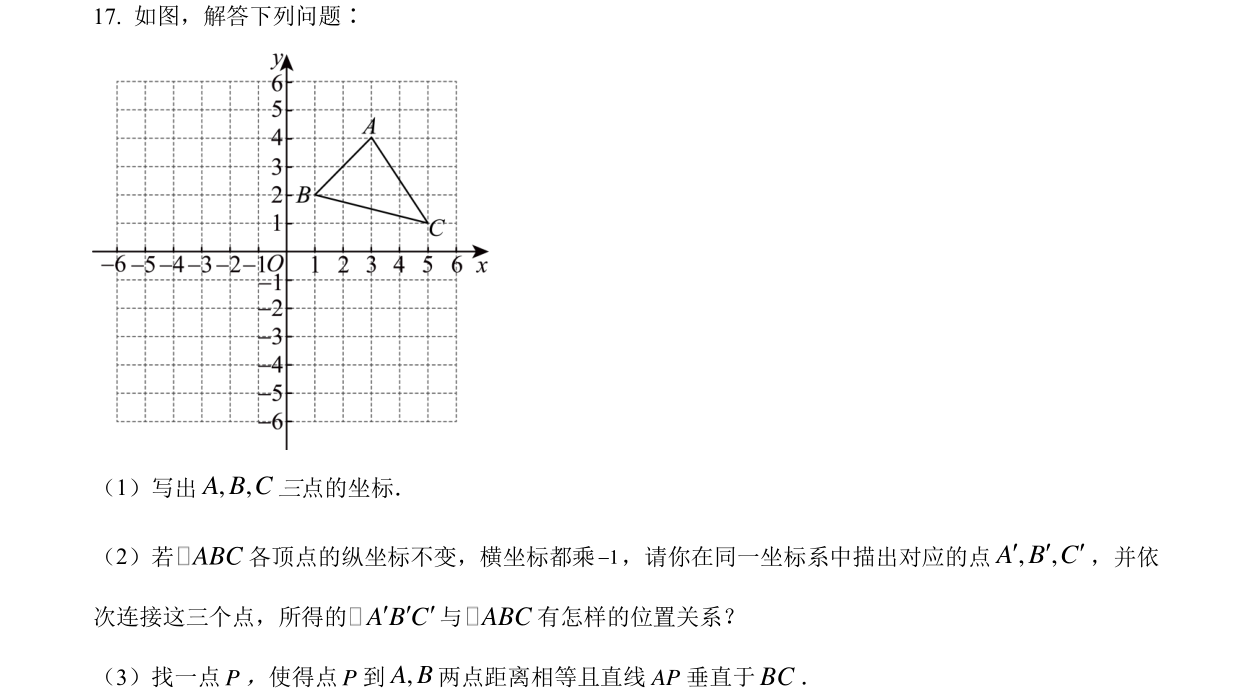 17. 如图，解答下列问题：
y
6
5
A
4
3
2 B
1
C
–6 –5 –4 –3 –2 –1 O 1 2 3 4 5 6 x
–1
–2
–3
–4
–5
–6
（1）写出 A, B, C 三点的坐标．
（2）若□ABC 各顶点的纵坐标不变，横坐标都乘 –1，请你在同一坐标系中描出对应的点 A′, B′, C′，并依
次连接这三个点，所得的□A′B′C′ 与□ABC 有怎样的位置关系？
（3）找一点 P，使得点 P 到 A, B 两点距离相等且直线 AP 垂直于 BC．